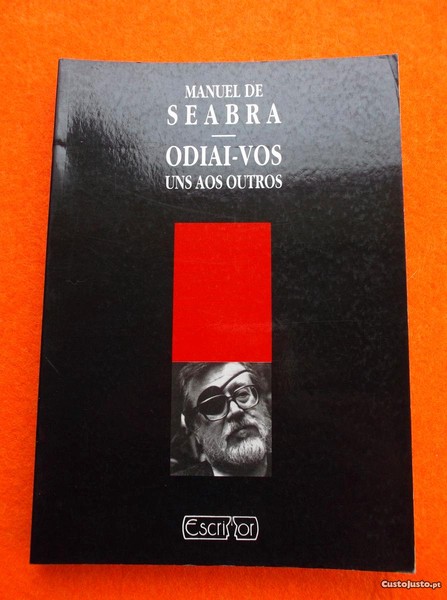 MANUEL DE
SEABRA
ODIAI-VOS
UNS AOS OUTROS
Escritor
CustoJusto.pt